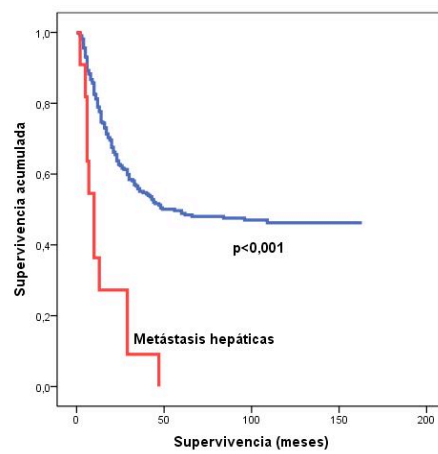 1,0
0,8
0,6
0,4
0,2
0,0
Supervivencia acumulada
p<0,001
Metástasis hepáticas
0
50
100
150
200
Supervivencia (meses)